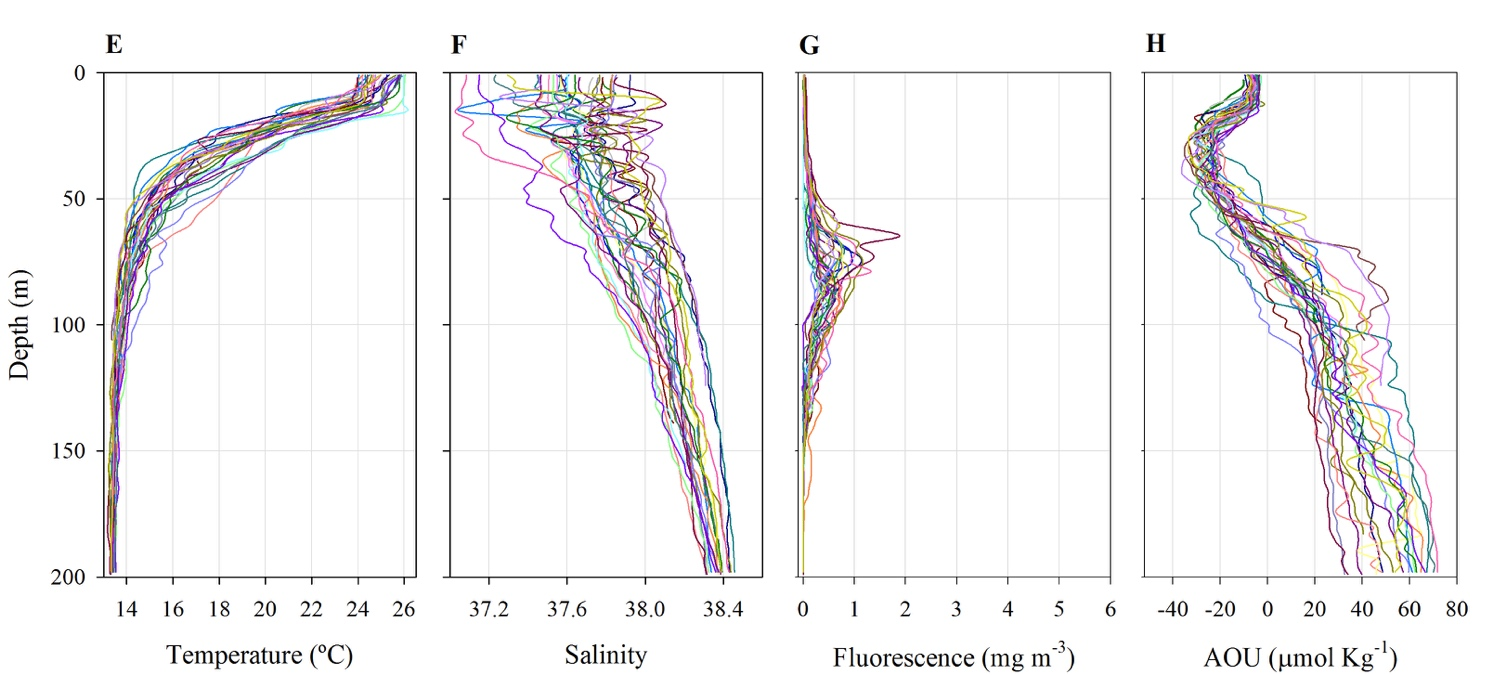 E F G H
0
50
100
150
200
Depth (m)
14 16 18 20 22 24 26
37.2 37.6 38.0 38.4
0 1 2 3 4 5 6
-40 -20 0 20 40 60 80
Temperature (ºC)
Salinity
Fluorescence (mg m⁻³)
AOU (μmol Kg⁻¹)